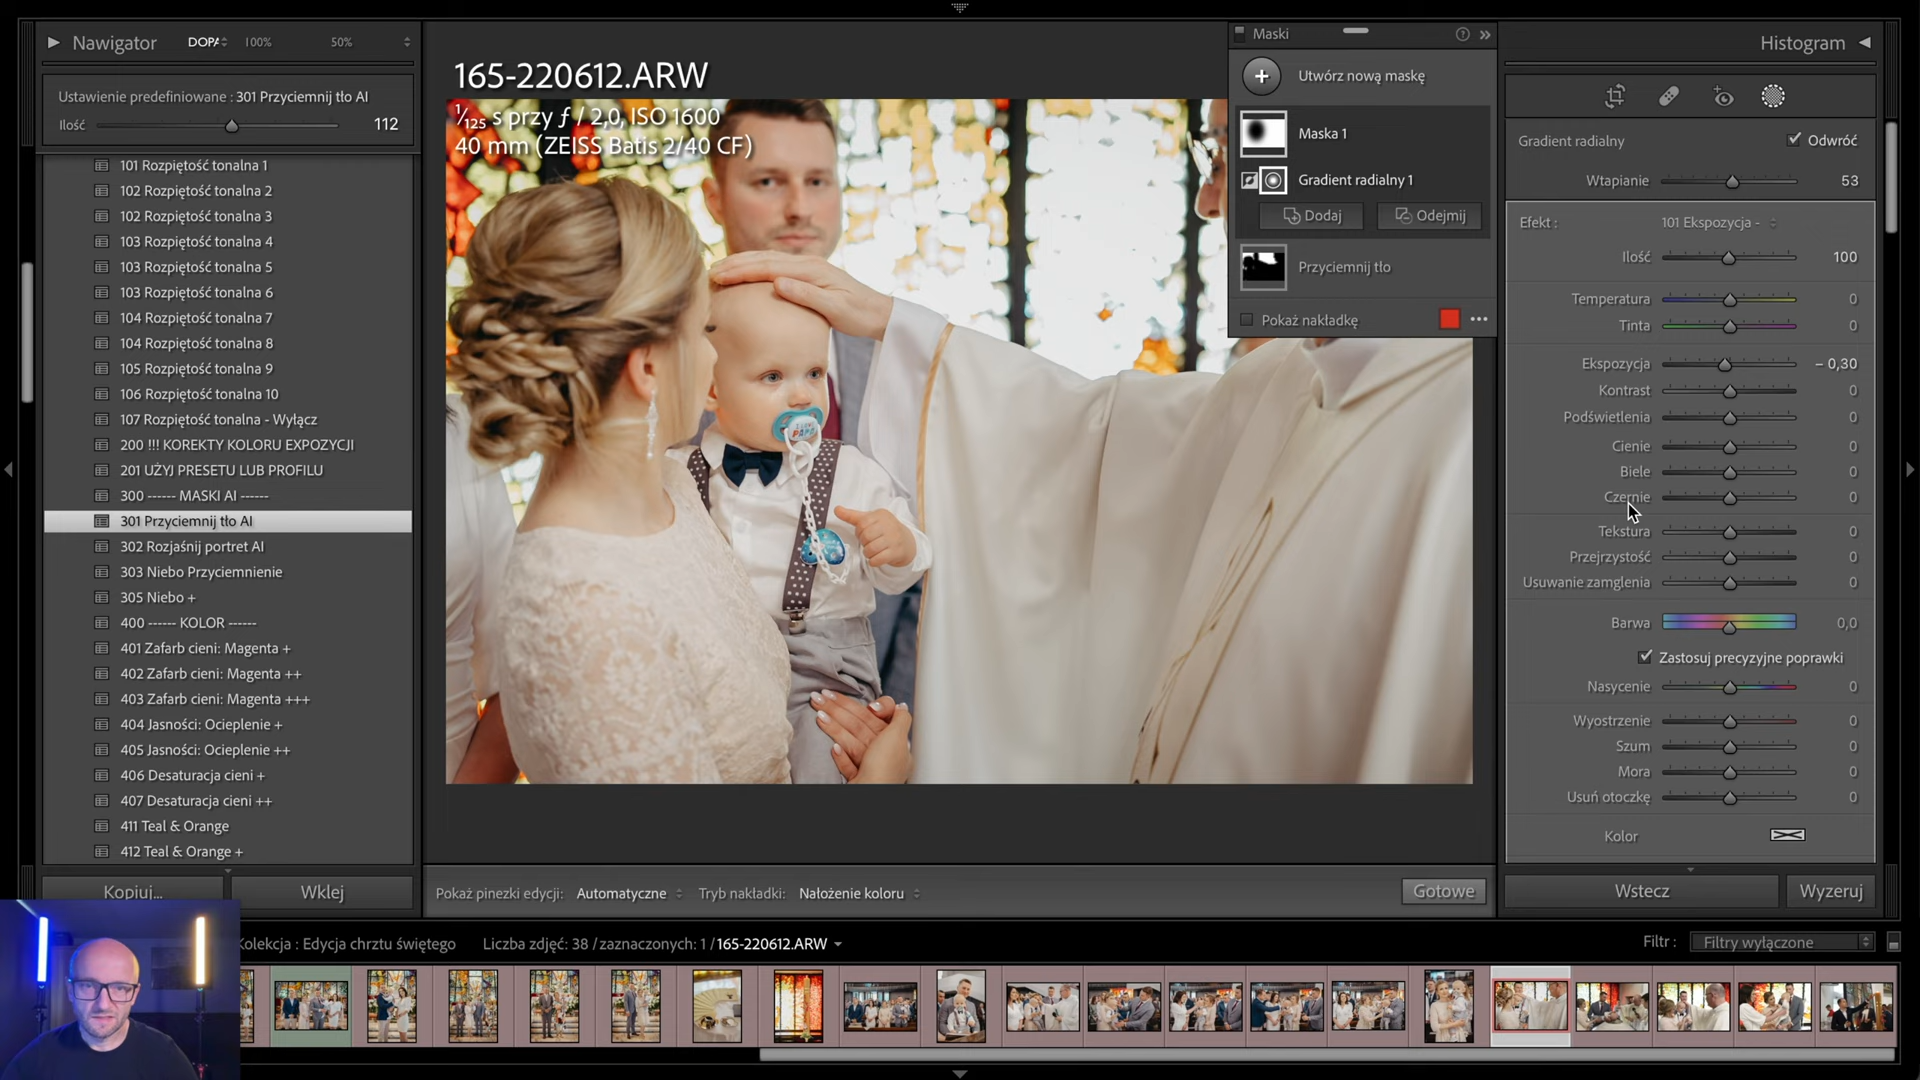 Nawigator DOPA 100% 50%
Ustawienie predefiniowane : 301 Przyciemnij tło AI
Ilość 112
101 Rozpiętość tonalna 1
102 Rozpiętość tonalna 2
102 Rozpiętość tonalna 3
103 Rozpiętość tonalna 4
103 Rozpiętość tonalna 5
103 Rozpiętość tonalna 6
104 Rozpiętość tonalna 7
104 Rozpiętość tonalna 8
105 Rozpiętość tonalna 9
106 Rozpiętość tonalna 10
107 Rozpiętość tonalna - Wyłącz
200 !!! KOREKTY KOLORU EXPOZYCJI
201 UŻYJ PRESETU LUB PROFILU
300 ------ MASKI AI ------
301 Przyciemnij tło AI
302 Rozjaśnij portret AI
303 Niebo Przyciemnienie
305 Niebo +
400 ------ KOLOR ------
401 Zafarb cieni: Magenta +
402 Zafarb cieni: Magenta ++
403 Zafarb cieni: Magenta +++
404 Jasności: Ocieplenie +
405 Jasności: Ocieplenie ++
406 Desaturacja cieni +
407 Desaturacja cieni ++
411 Teal & Orange
412 Teal & Orange +
Kopiuj... Wklej
165-220612.ARW
1/125 s przy ƒ / 2,0, ISO 1600
40 mm (ZEISS Batis 2/40 CF)
Maski
Utwórz nową maskę
Maska 1
Gradient radialny 1
Dodaj Odejmij
Przyciemnij tło
Pokaż nakładkę
Pokaż pinezki edycji: Automatyczne Tryb nakładki: Nałożenie koloru Gotowe
Histogram
Gradient radialny Odwróć
Wtapianie 53
Efekt : 101 Ekspozycja -
Ilość 100
Temperatura 0
Tinta 0
Ekspozycja – 0,30
Kontrast 0
Podświetlenia 0
Cienie 0
Biele 0
Czernie 0
Tekstura 0
Przejrzystość 0
Usuwanie zamglenia 0
Barwa 0,0
Zastosuj precyzyjne poprawki
Nasycenie 0
Wyostrzenie 0
Szum 0
Mora 0
Usuń otoczkę 0
Kolor
Wstecz Wyzeruj
Kolekcja : Edycja chrztu świętego Liczba zdjęć: 38 / zaznaczonych: 1 / 165-220612.ARW
Filtr : Filtry wyłączone